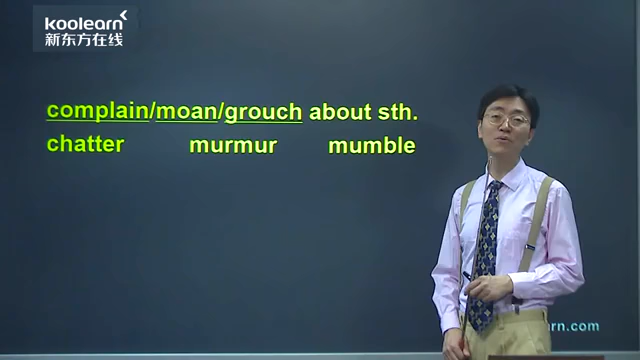 koolearn
新东方在线
complain/moan/grouch about sth.
chatter murmur mumble
rn.com